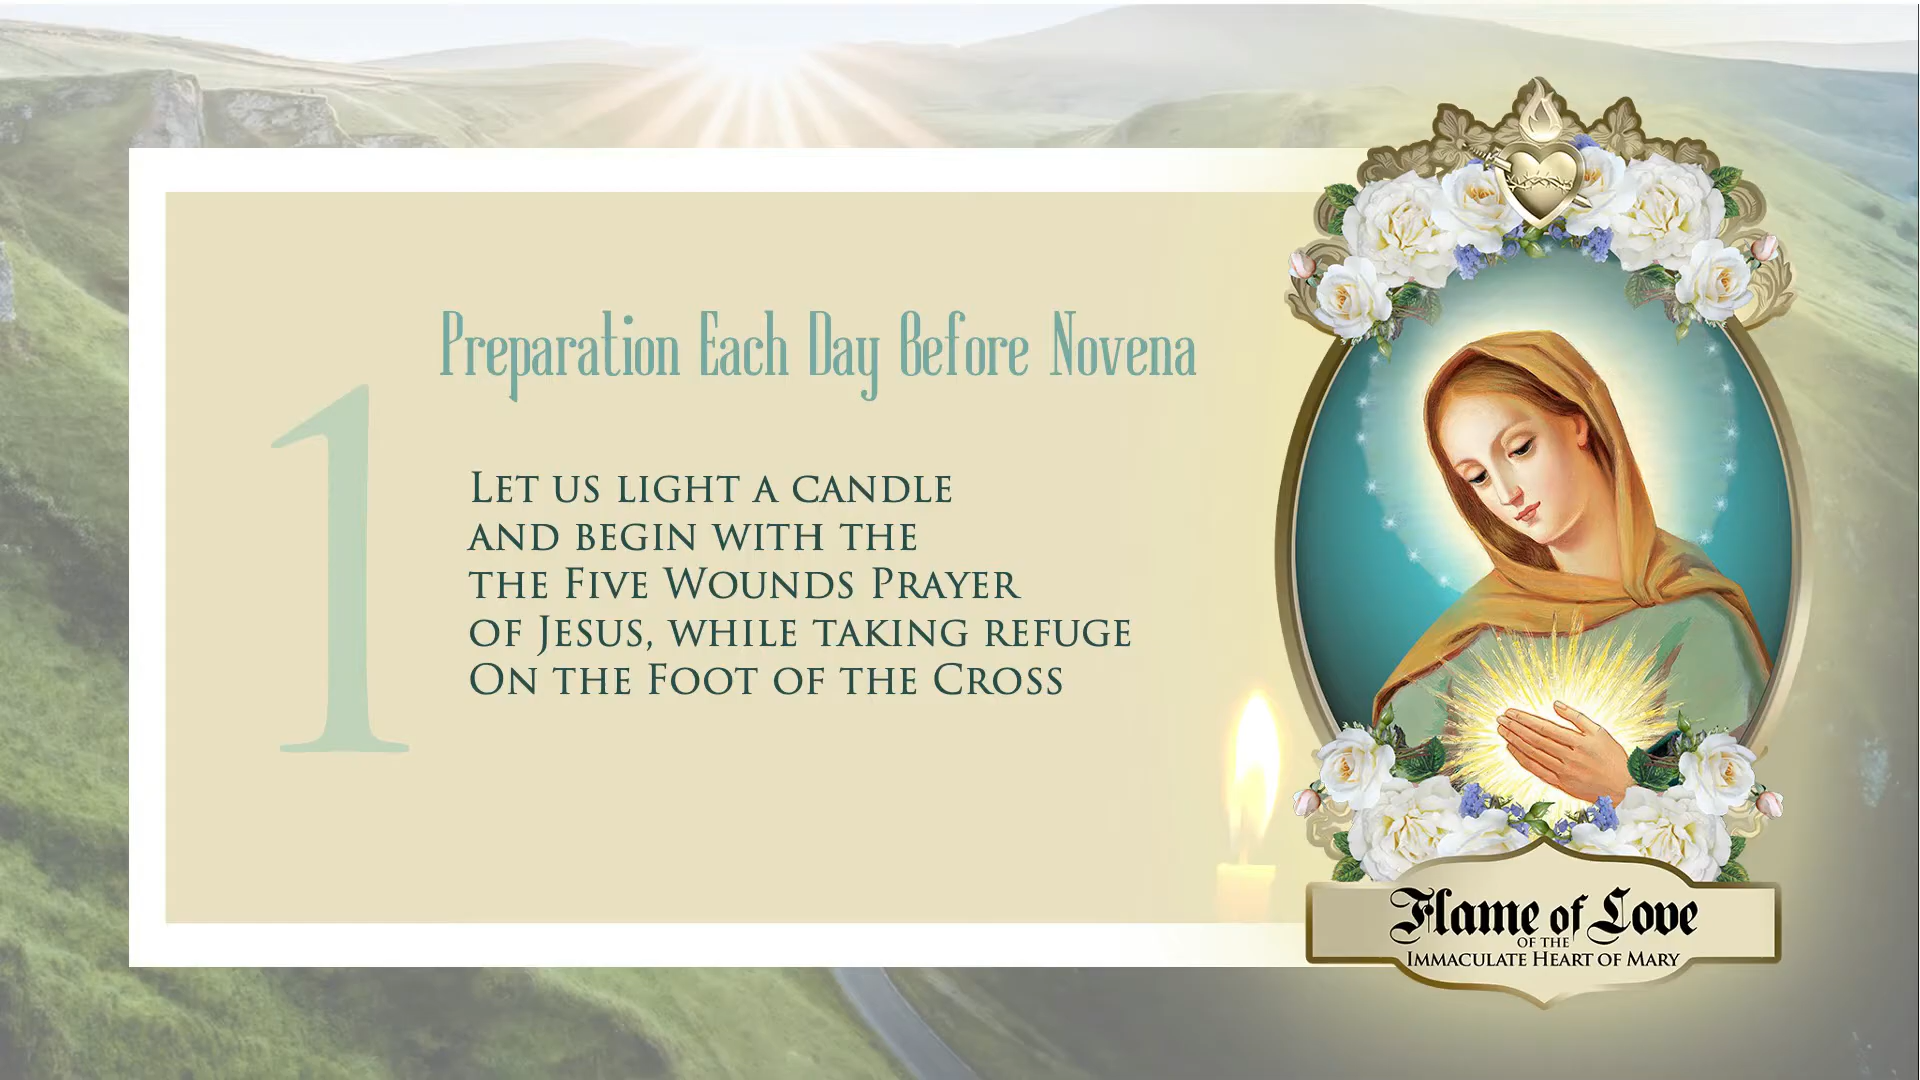 Preparation Each Day Before Novena
1
Let us light a candle
and begin with the
the Five Wounds Prayer
of Jesus, while taking refuge
On the Foot of the Cross
Flame of Love
of the
Immaculate Heart of Mary